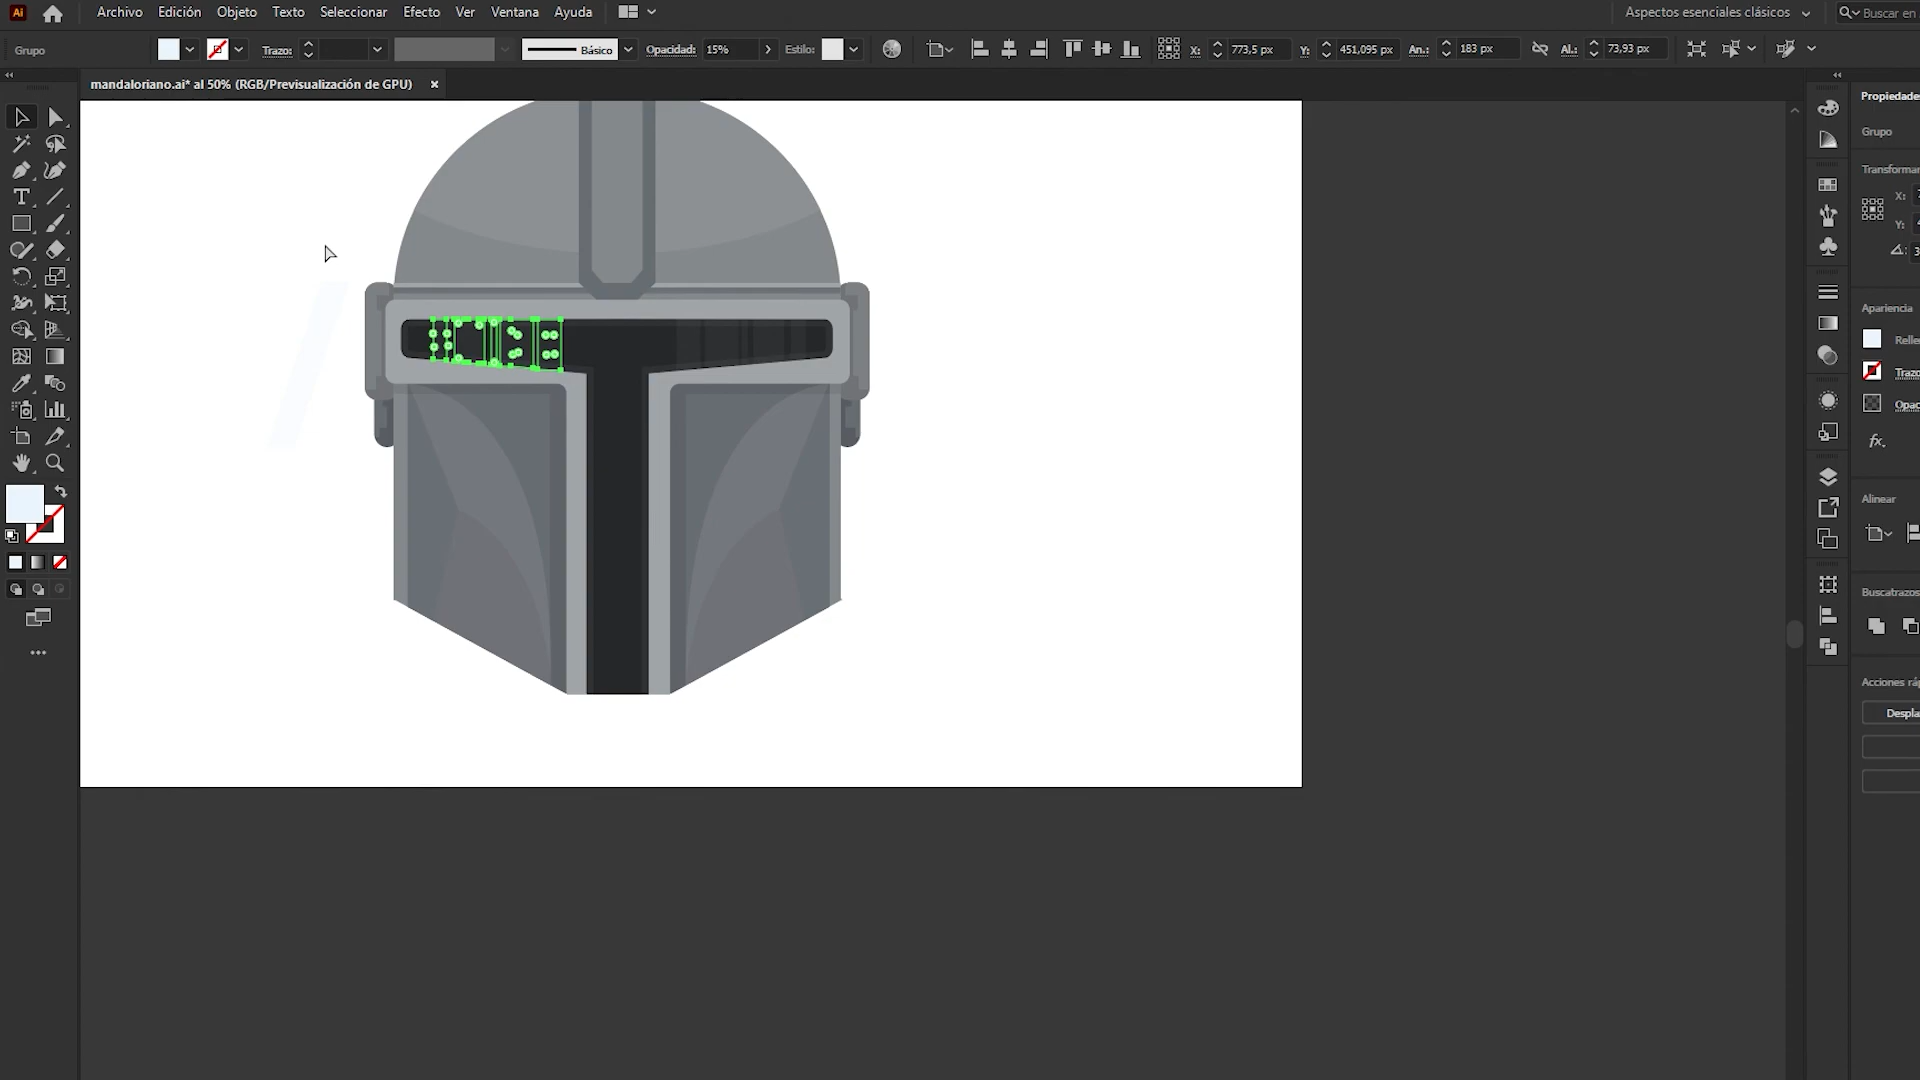 Ai Archivo Edición Objeto Texto Seleccionar Efecto Ver Ventana Ayuda Aspectos esenciales clásicos Buscar en
Grupo Trazo: Básico Opacidad: 15% Estilo: X: 773,5 px Y: 451,095 px An.: 183 px Al.: 73,93 px
mandaloriano.ai* al 50% (RGB/Previsualización de GPU) ×
Propiedades
Grupo
Transformar
X:
Y:
Apariencia
Relle
Trazo
Opac
fx.
Alinear
Buscatrazos
Acciones ráp
Despla